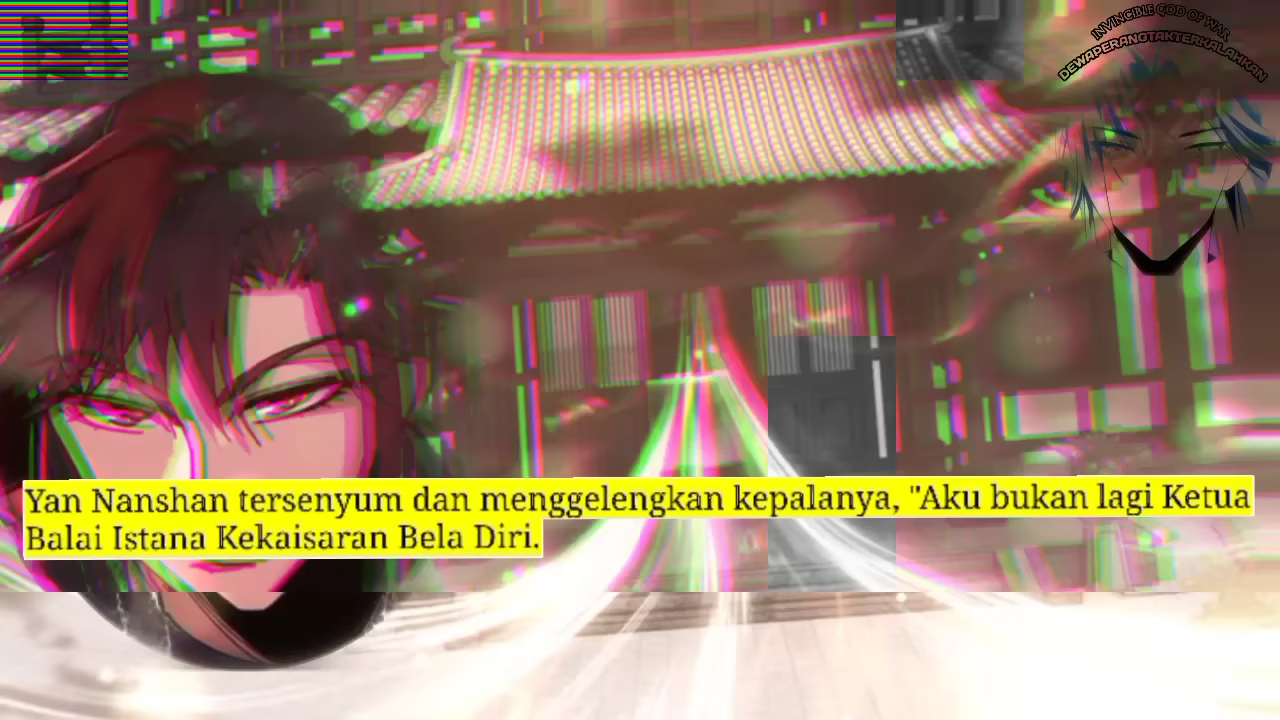 INVINCIBLE GOD OF WAR
DEWAPERANGTAKTERKALAHKAN
Yan Nanshan tersenyum dan menggelengkan kepalanya, "Aku bukan lagi Ketua
Balai Istana Kekaisaran Bela Diri.